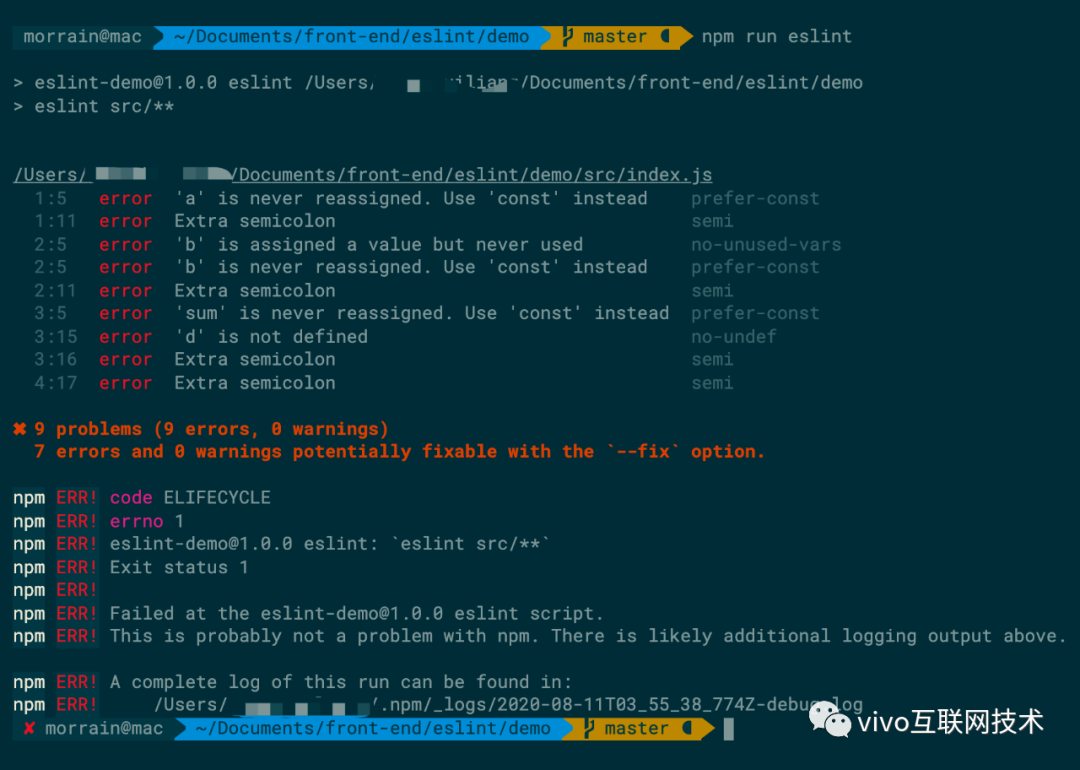 morrain@mac ~/Documents/front-end/eslint/demo master npm run eslint
> eslint-demo@1.0.0 eslint /Users/ /Documents/front-end/eslint/demo
> eslint src/**
/Users/ /Documents/front-end/eslint/demo/src/index.js
1:5 error 'a' is never reassigned. Use 'const' instead prefer-const
1:11 error Extra semicolon semi
2:5 error 'b' is assigned a value but never used no-unused-vars
2:5 error 'b' is never reassigned. Use 'const' instead prefer-const
2:11 error Extra semicolon semi
3:5 error 'sum' is never reassigned. Use 'const' instead prefer-const
3:15 error 'd' is not defined no-undef
3:16 error Extra semicolon semi
4:17 error Extra semicolon semi
✖ 9 problems (9 errors, 0 warnings)
7 errors and 0 warnings potentially fixable with the `--fix` option.
npm ERR! code ELIFECYCLE
npm ERR! errno 1
npm ERR! eslint-demo@1.0.0 eslint: `eslint src/**`
npm ERR! Exit status 1
npm ERR!
npm ERR! Failed at the eslint-demo@1.0.0 eslint script.
npm ERR! This is probably not a problem with npm. There is likely additional logging output above.
npm ERR! A complete log of this run can be found in:
npm ERR! /Users/ /.npm/_logs/2020-08-11T03_55_38_774Z-debug.log
✘ morrain@mac ~/Documents/front-end/eslint/demo master
vivo互联网技术